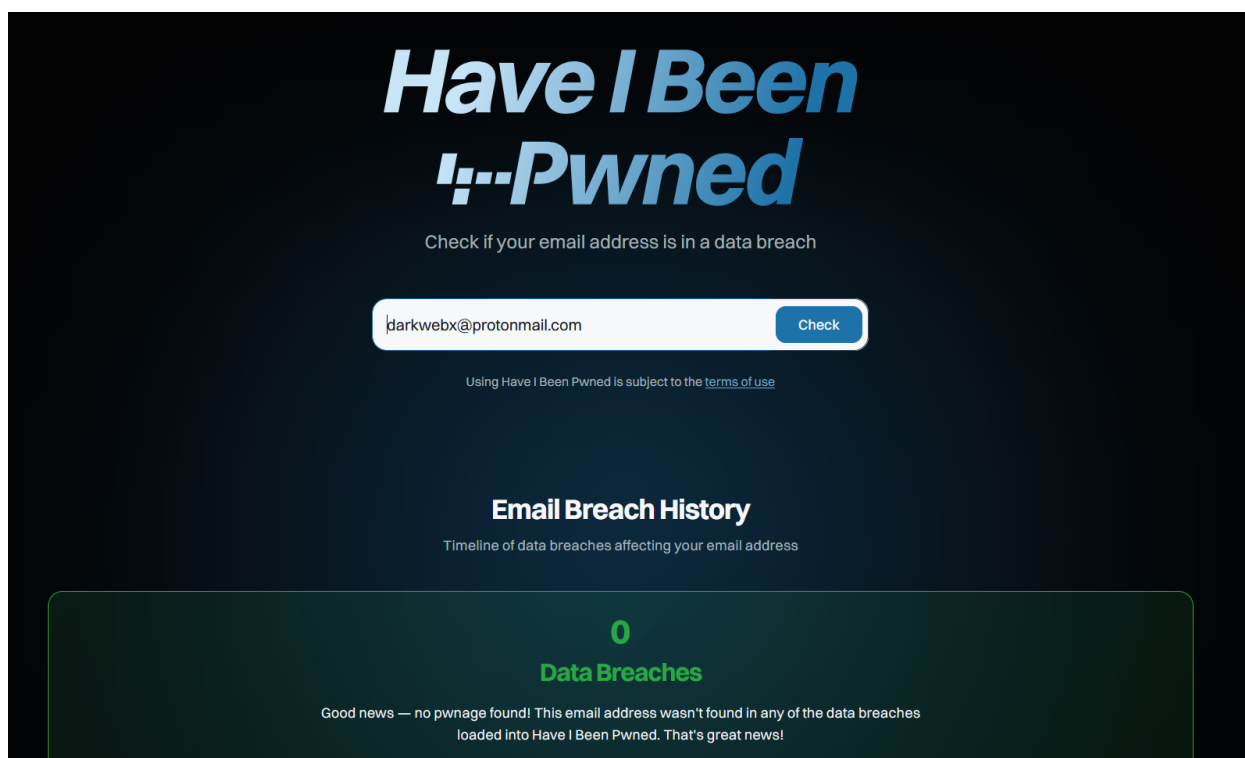 Have I Been
Pwned
Check if your email address is in a data breach
darkwebx@protonmail.com
Check
Using Have I Been Pwned is subject to the terms of use
Email Breach History
Timeline of data breaches affecting your email address
0
Data Breaches
Good news — no pwnage found! This email address wasn't found in any of the data breaches
loaded into Have I Been Pwned. That's great news!